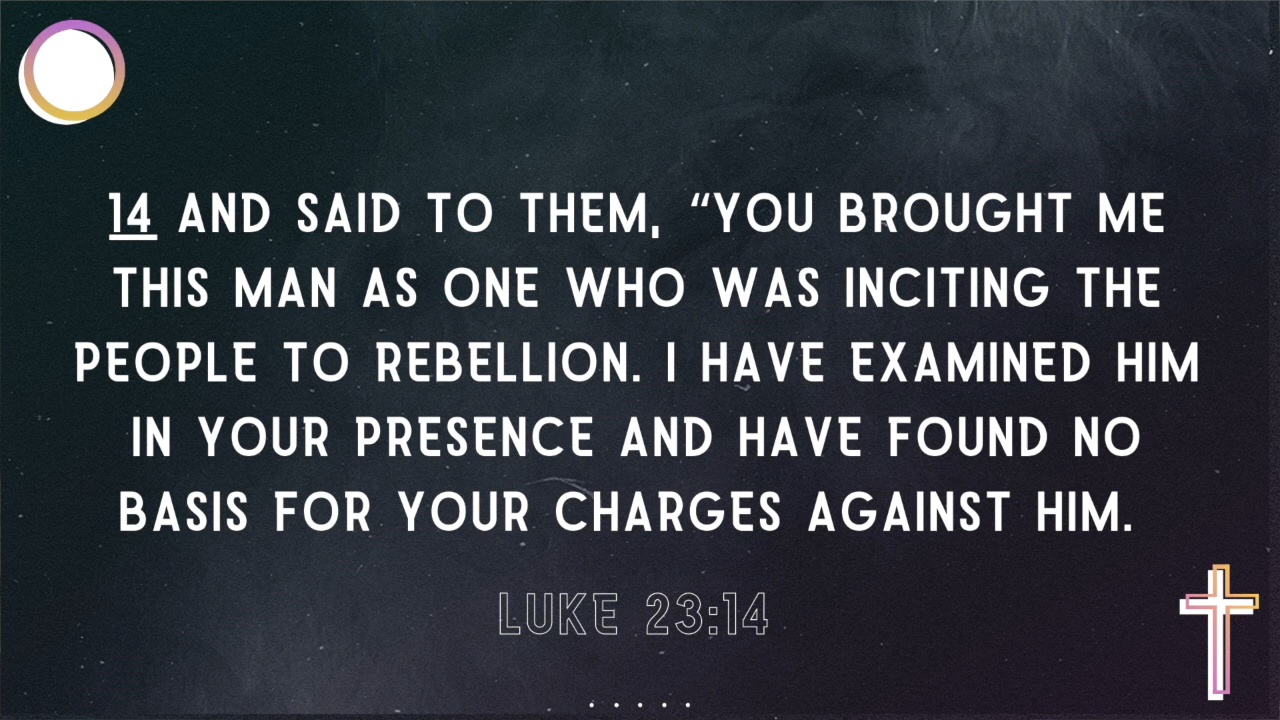 14 AND SAID TO THEM, “YOU BROUGHT ME
THIS MAN AS ONE WHO WAS INCITING THE
PEOPLE TO REBELLION. I HAVE EXAMINED HIM
IN YOUR PRESENCE AND HAVE FOUND NO
BASIS FOR YOUR CHARGES AGAINST HIM.
LUKE 23:14